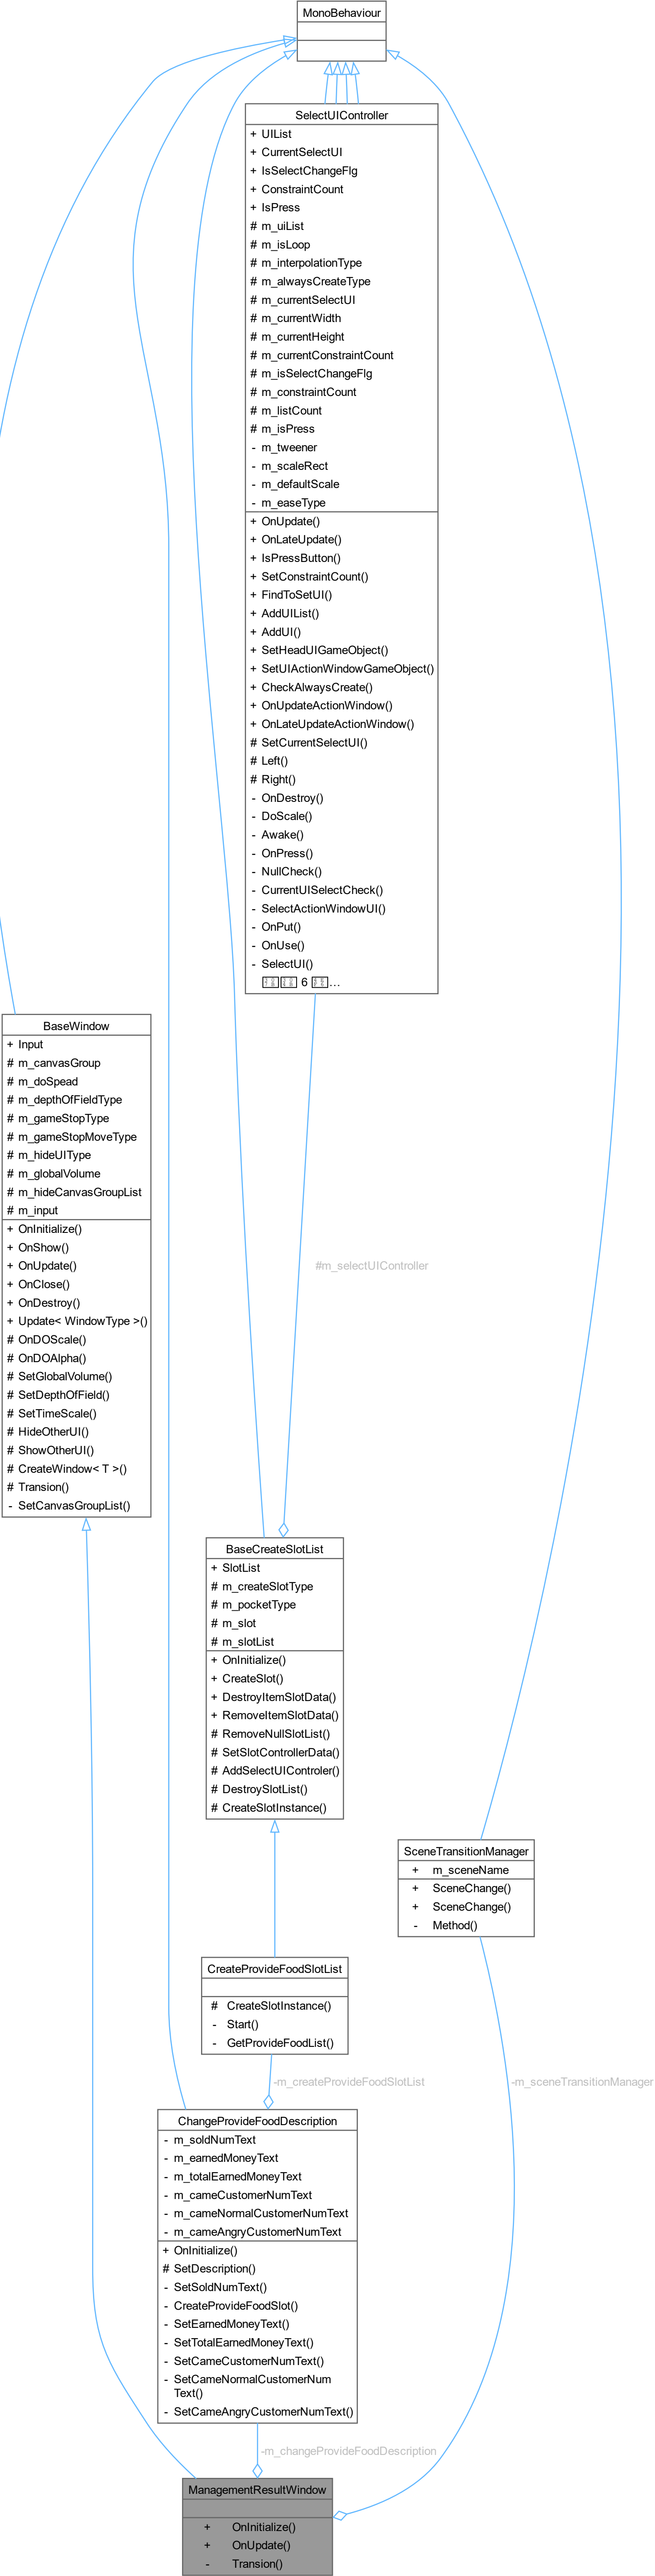 MonoBehaviour
SelectUIController
+ UIList
+ CurrentSelectUI
+ IsSelectChangeFlg
+ ConstraintCount
+ IsPress
# m_uiList
# m_isLoop
# m_interpolationType
# m_alwaysCreateType
# m_currentSelectUI
# m_currentWidth
# m_currentHeight
# m_currentConstraintCount
# m_isSelectChangeFlg
# m_constraintCount
# m_listCount
# m_isPress
- m_tweener
- m_scaleRect
- m_defaultScale
- m_easeType
+ OnUpdate()
+ OnLateUpdate()
+ IsPressButton()
+ SetConstraintCount()
+ FindToSetUI()
+ AddUIList()
+ AddUI()
+ SetHeadUIGameObject()
+ SetUIActionWindowGameObject()
+ CheckAlwaysCreate()
+ OnUpdateActionWindow()
+ OnLateUpdateActionWindow()
# SetCurrentSelectUI()
# Left()
# Right()
- OnDestroy()
- DoScale()
- Awake()
- OnPress()
- NullCheck()
- CurrentUISelectCheck()
- SelectActionWindowUI()
- OnPut()
- OnUse()
- SelectUI()
6 ...
BaseWindow
+ Input
# m_canvasGroup
# m_doSpead
# m_depthOfFieldType
# m_gameStopType
# m_gameStopMoveType
# m_hideUIType
# m_globalVolume
# m_hideCanvasGroupList
# m_input
+ OnInitialize()
+ OnShow()
+ OnUpdate()
+ OnClose()
+ OnDestroy()
+ Update< WindowType >()
# OnDOScale()
# OnDOAlpha()
# SetGlobalVolume()
# SetDepthOfField()
# SetTimeScale()
# HideOtherUI()
# ShowOtherUI()
# CreateWindow< T >()
# Transion()
- SetCanvasGroupList()
#m_selectUIController
BaseCreateSlotList
+ SlotList
# m_createSlotType
# m_pocketType
# m_slot
# m_slotList
+ OnInitialize()
+ CreateSlot()
+ DestroyItemSlotData()
+ RemoveItemSlotData()
# RemoveNullSlotList()
# SetSlotControllerData()
# AddSelectUIControler()
# DestroySlotList()
# CreateSlotInstance()
SceneTransitionManager
+ m_sceneName
+ SceneChange()
+ SceneChange()
- Method()
CreateProvideFoodSlotList
# CreateSlotInstance()
- Start()
- GetProvideFoodList()
-m_createProvideFoodSlotList
-m_sceneTransitionManager
ChangeProvideFoodDescription
- m_soldNumText
- m_earnedMoneyText
- m_totalEarnedMoneyText
- m_cameCustomerNumText
- m_cameNormalCustomerNumText
- m_cameAngryCustomerNumText
+ OnInitialize()
# SetDescription()
- SetSoldNumText()
- CreateProvideFoodSlot()
- SetEarnedMoneyText()
- SetTotalEarnedMoneyText()
- SetCameCustomerNumText()
- SetCameNormalCustomerNum
Text()
- SetCameAngryCustomerNumText()
-m_changeProvideFoodDescription
ManagementResultWindow
+ OnInitialize()
+ OnUpdate()
- Transion()